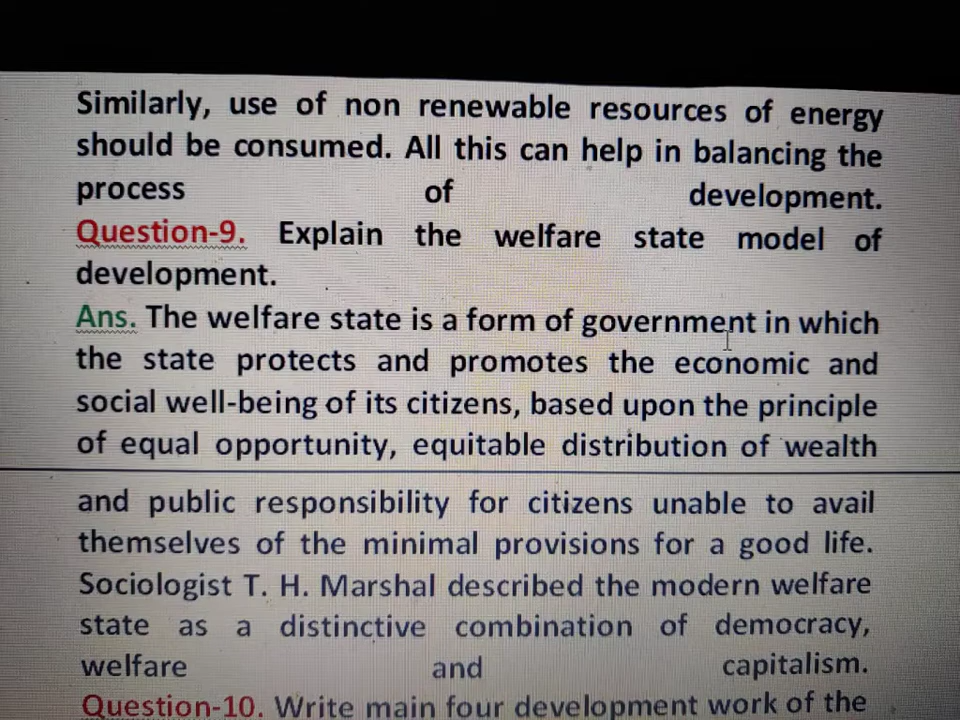 Similarly, use of non renewable resources of energy
should be consumed. All this can help in balancing the
process of development.
Question-9. Explain the welfare state model of
development.
Ans. The welfare state is a form of government in which
the state protects and promotes the economic and
social well-being of its citizens, based upon the principle
of equal opportunity, equitable distribution of wealth
and public responsibility for citizens unable to avail
themselves of the minimal provisions for a good life.
Sociologist T. H. Marshal described the modern welfare
state as a distinctive combination of democracy,
welfare and capitalism.
Question-10. Write main four development work of the